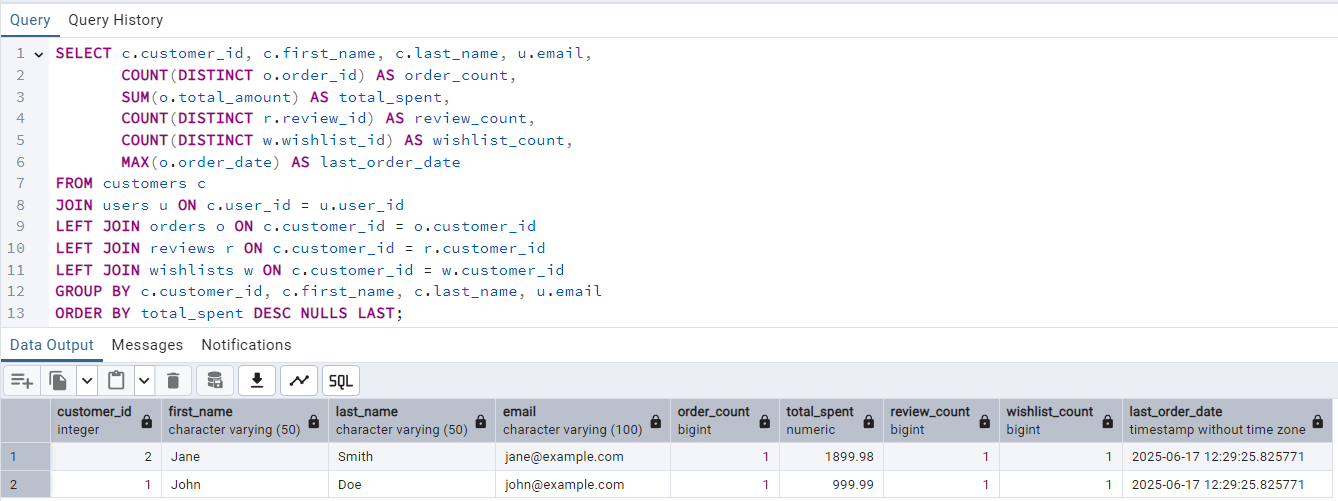 Query Query History
1 SELECT c.customer_id, c.first_name, c.last_name, u.email,
2 COUNT(DISTINCT o.order_id) AS order_count,
3 SUM(o.total_amount) AS total_spent,
4 COUNT(DISTINCT r.review_id) AS review_count,
5 COUNT(DISTINCT w.wishlist_id) AS wishlist_count,
6 MAX(o.order_date) AS last_order_date
7 FROM customers c
8 JOIN users u ON c.user_id = u.user_id
9 LEFT JOIN orders o ON c.customer_id = o.customer_id
10 LEFT JOIN reviews r ON c.customer_id = r.customer_id
11 LEFT JOIN wishlists w ON c.customer_id = w.customer_id
12 GROUP BY c.customer_id, c.first_name, c.last_name, u.email
13 ORDER BY total_spent DESC NULLS LAST;
Data Output Messages Notifications
SQL
customer_id first_name last_name email order_count total_spent review_count wishlist_count last_order_date
integer character varying (50) character varying (50) character varying (100) bigint numeric bigint bigint timestamp without time zone
1 2 Jane Smith jane@example.com 1 1899.98 1 1 2025-06-17 12:29:25.825771
2 1 John Doe john@example.com 1 999.99 1 1 2025-06-17 12:29:25.825771